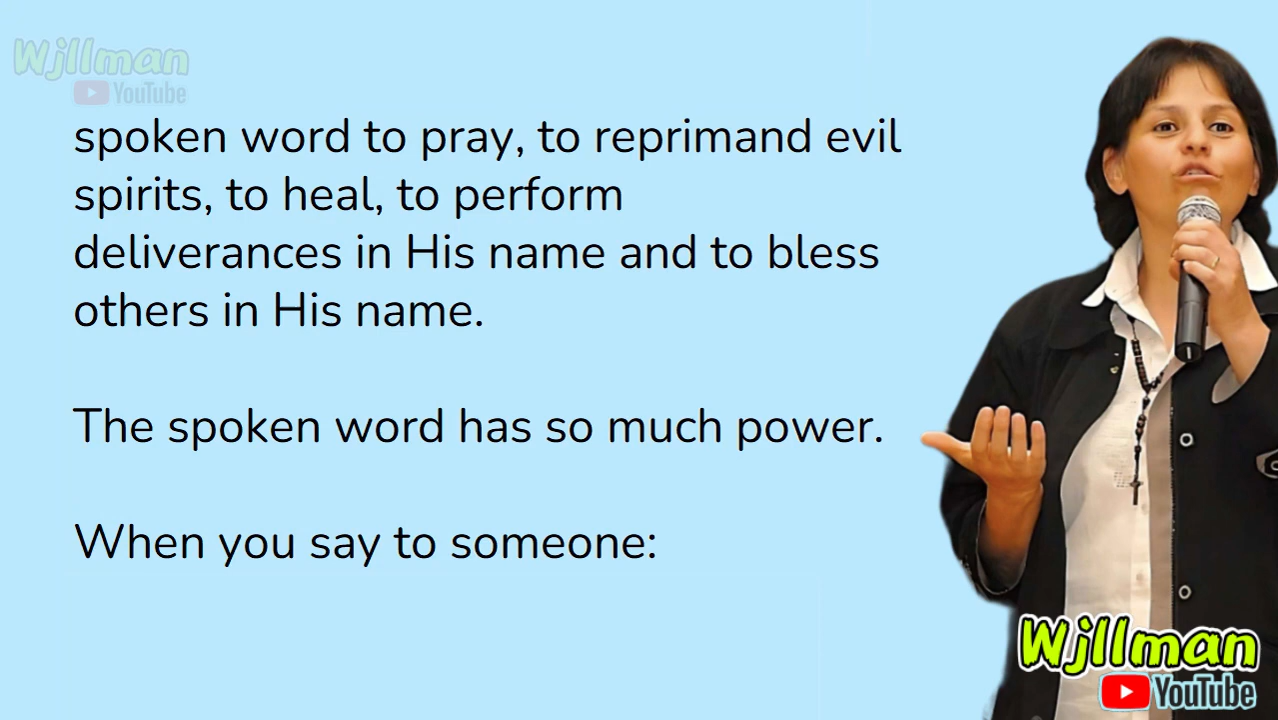 Wjllman
YouTube
spoken word to pray, to reprimand evil
spirits, to heal, to perform
deliverances in His name and to bless
others in His name.
The spoken word has so much power.
When you say to someone:
Wjllman
YouTube